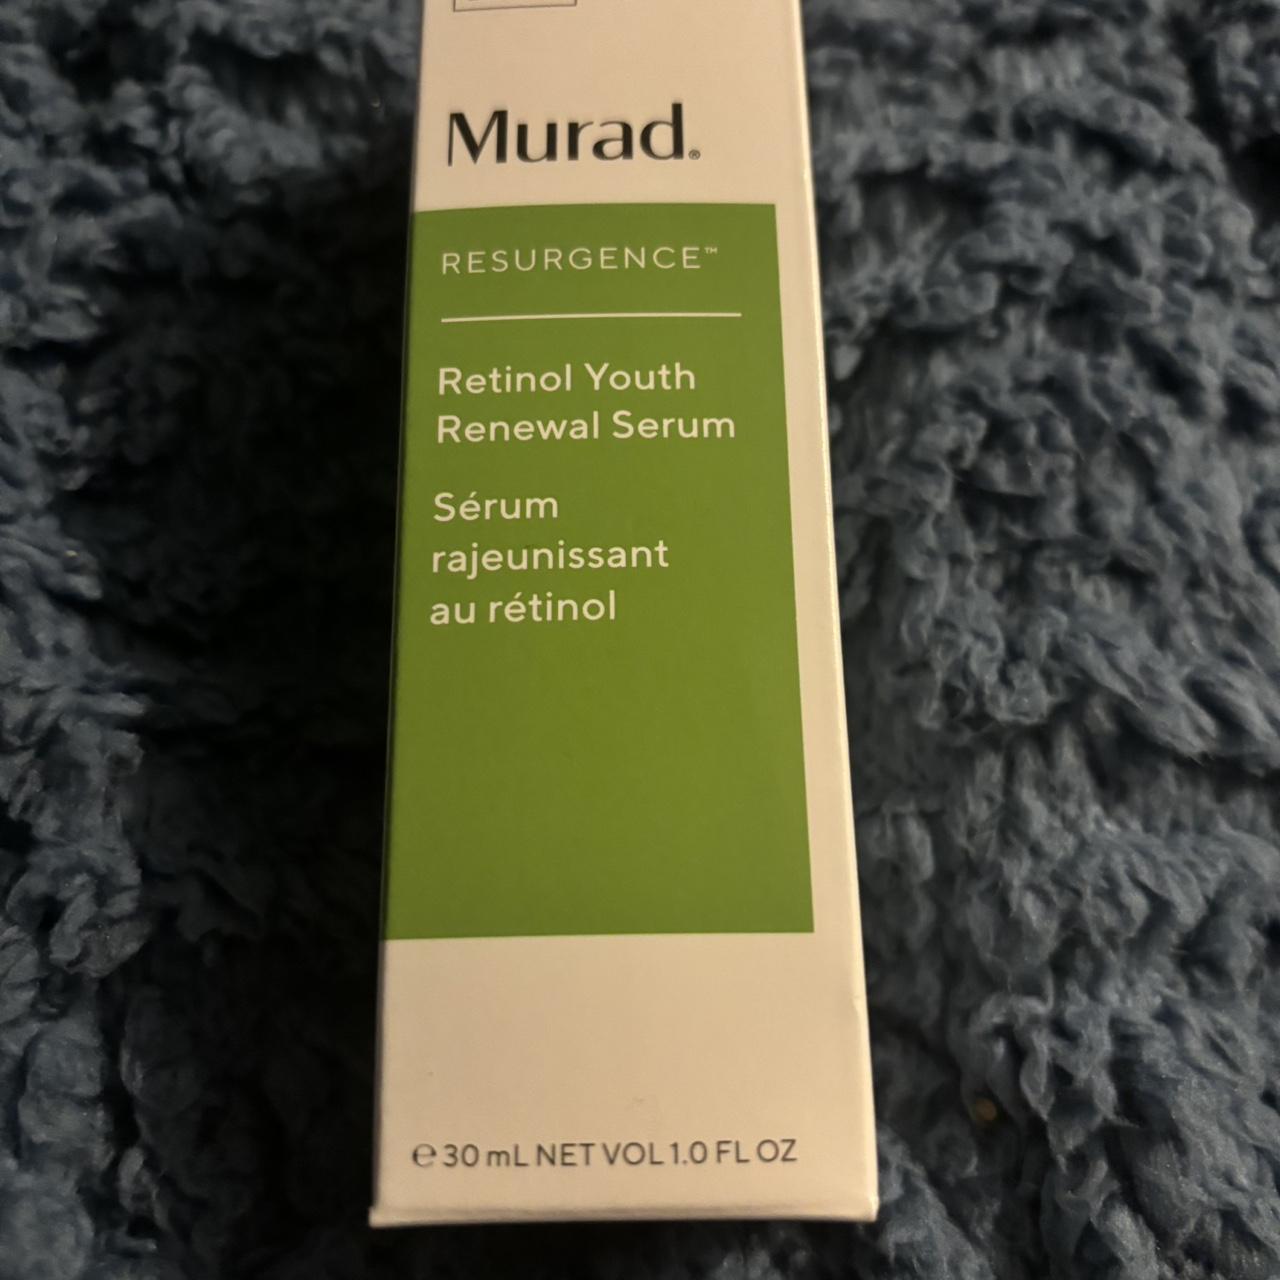 Murad®
RESURGENCE™
Retinol Youth
Renewal Serum
Sérum
rajeunissant
au rétinol
℮ 30 mL NET VOL 1.0 FL OZ